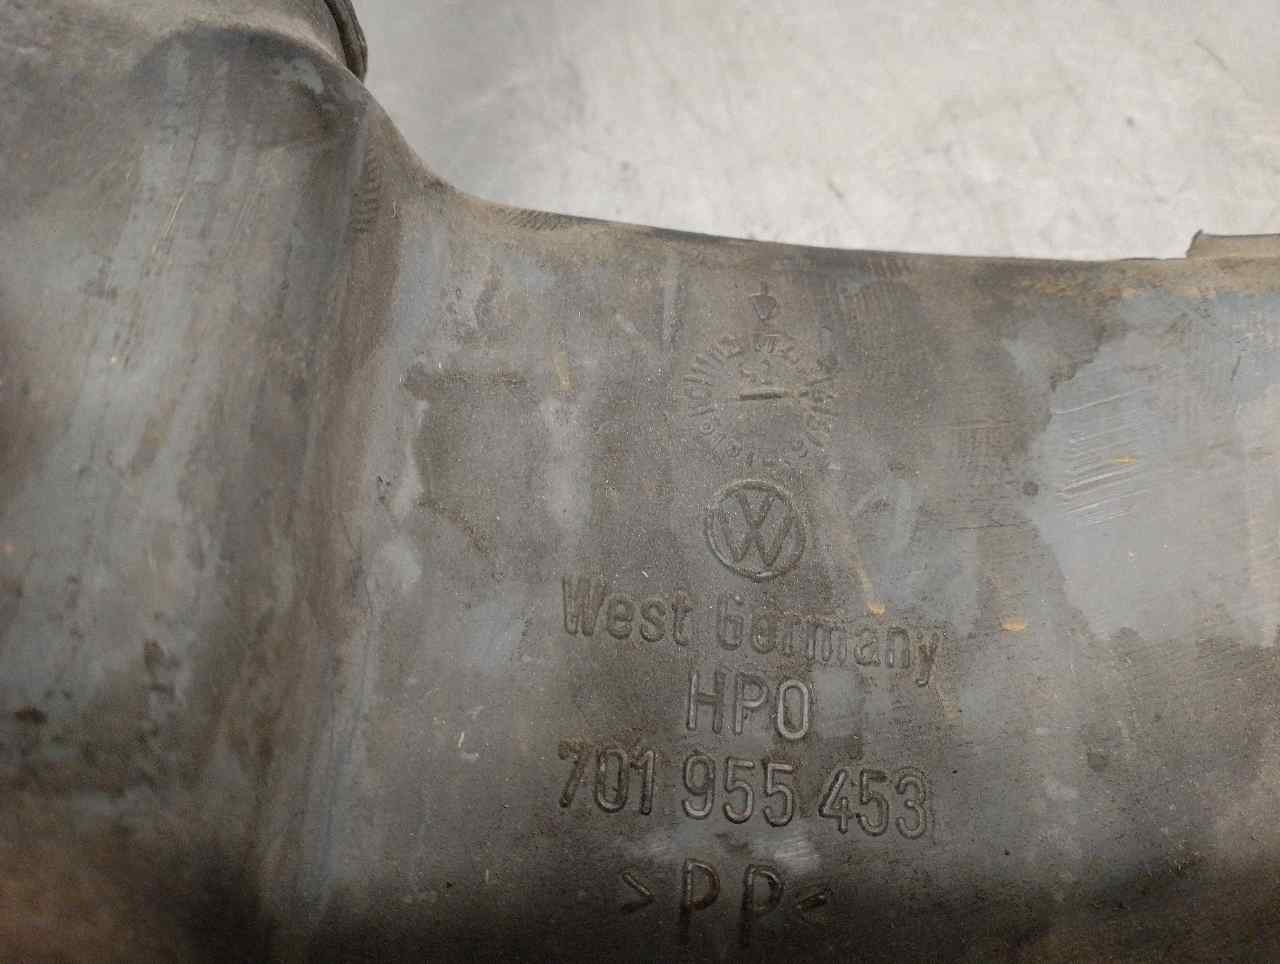 West Germany
HPO
701 955 453
>PP<